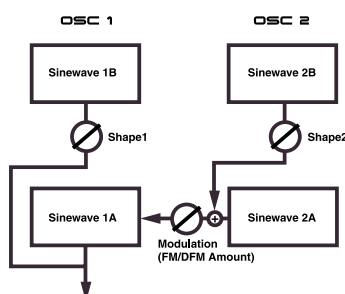 OSC 1
OSC 2
Sinewave 1B
Sinewave 2B
Shape1
Shape2
Sinewave 1A
Sinewave 2A
Modulation
(FM/DFM Amount)